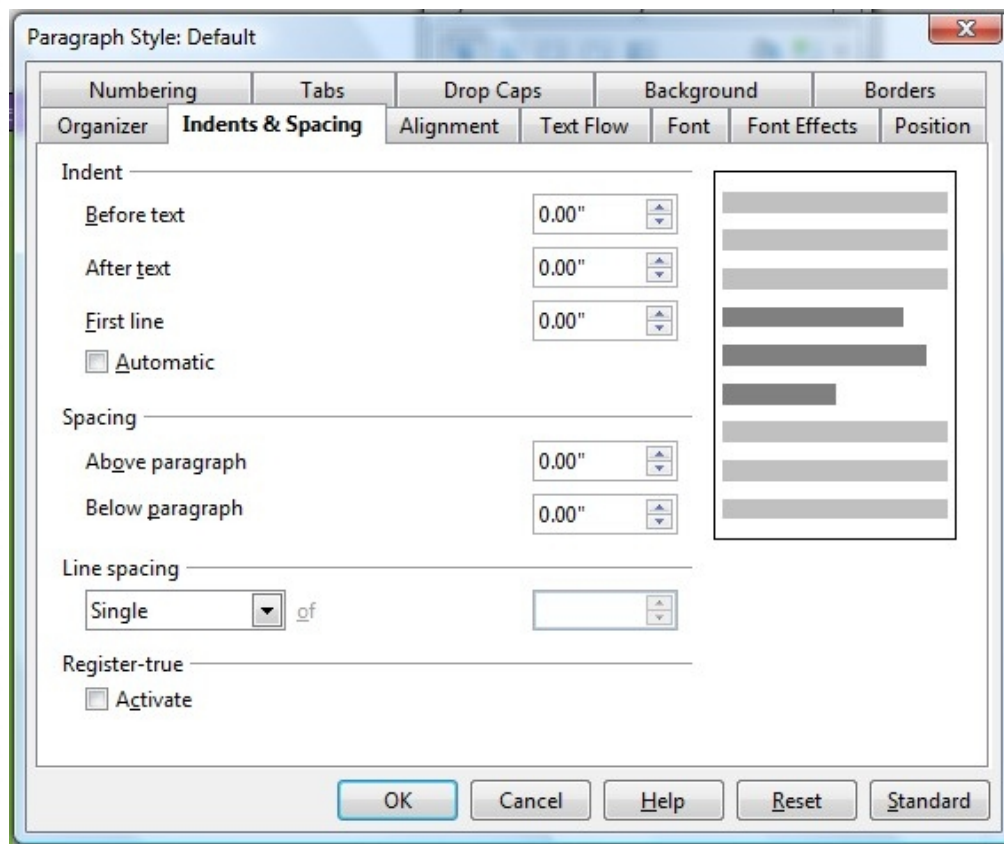 Paragraph Style: Default
Numbering Tabs Drop Caps Background Borders
Organizer Indents & Spacing Alignment Text Flow Font Font Effects Position
Indent
Before text 0.00"
After text 0.00"
First line 0.00"
Automatic
Spacing
Above paragraph 0.00"
Below paragraph 0.00"
Line spacing
Single of
Register-true
Activate
OK Cancel Help Reset Standard